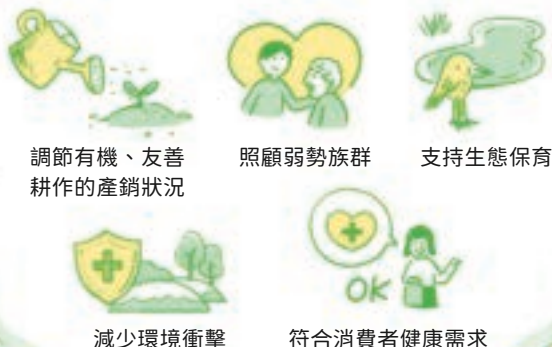 調節有機、友善
耕作的產銷狀況
照顧弱勢族群
支持生態保育
OK
減少環境衝擊
符合消費者健康需求